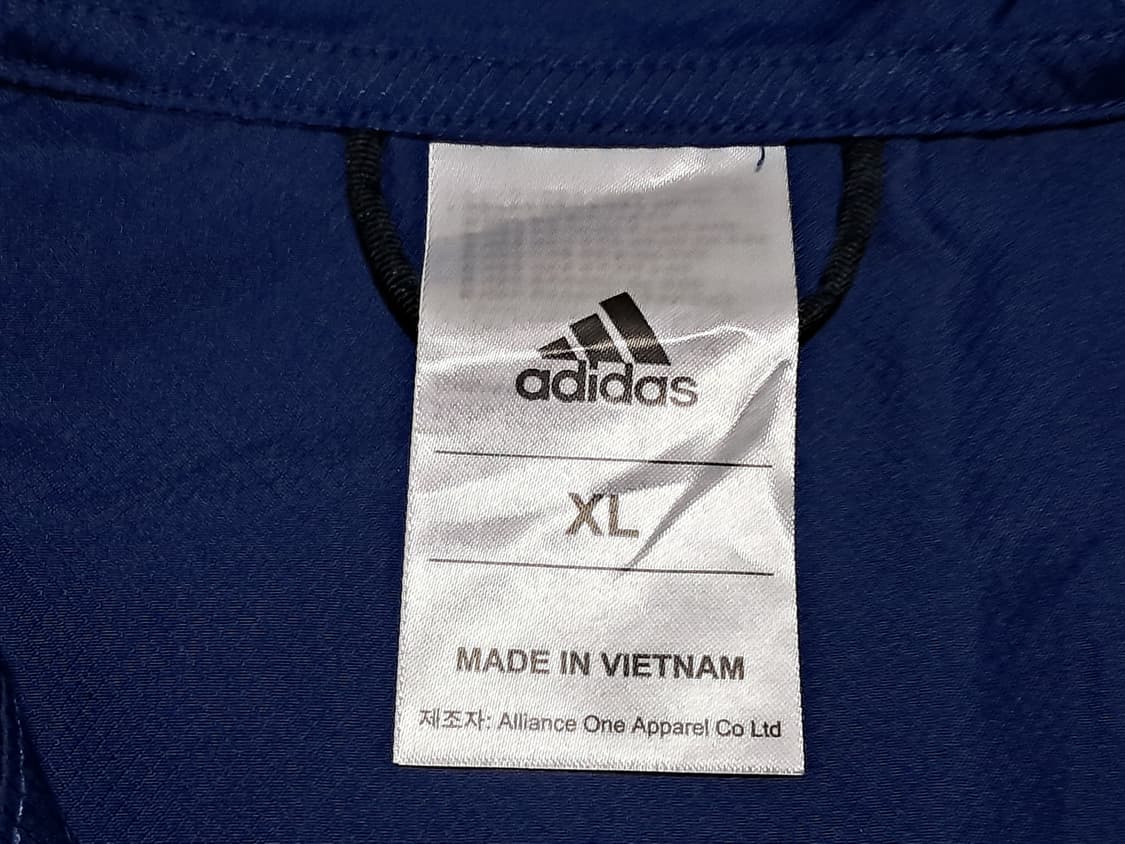 adidas
XL
MADE IN VIETNAM
제조자: Alliance One Apparel Co Ltd